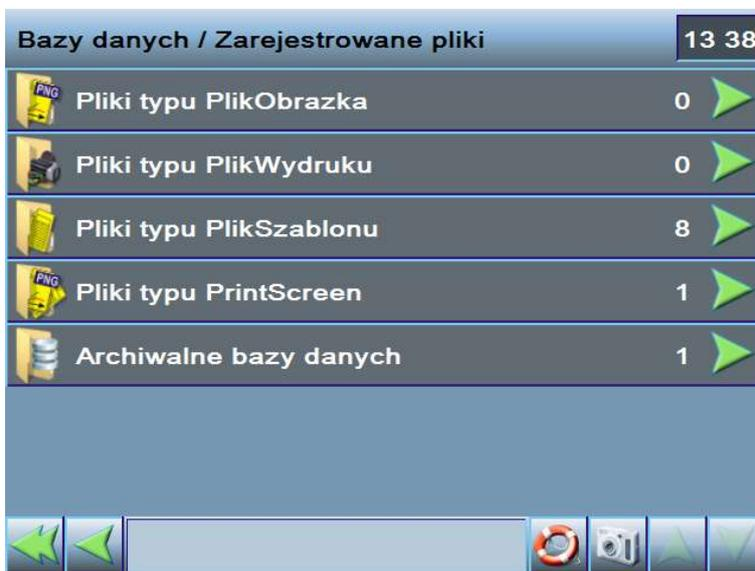 Bazy danych / Zarejestrowane pliki 13 38
PNG
Pliki typu PlikObrazka 0
Pliki typu PlikWydruku 0
Pliki typu PlikSzablonu 8
PNG
Pliki typu PrintScreen 1
Archiwalne bazy danych 1